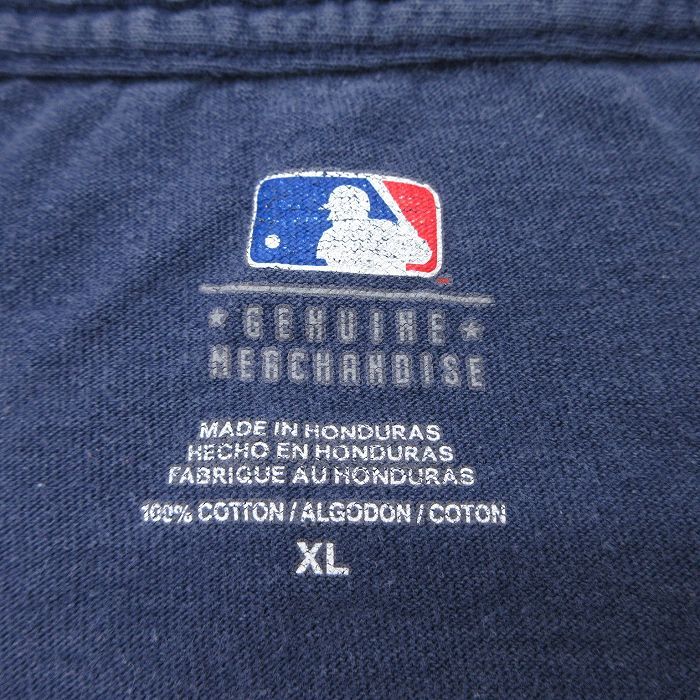 ★ GENUINE ★
MERCHANDISE
MADE IN HONDURAS
HECHO EN HONDURAS
FABRIQUE AU HONDURAS
100% COTTON / ALGODON / COTON
XL